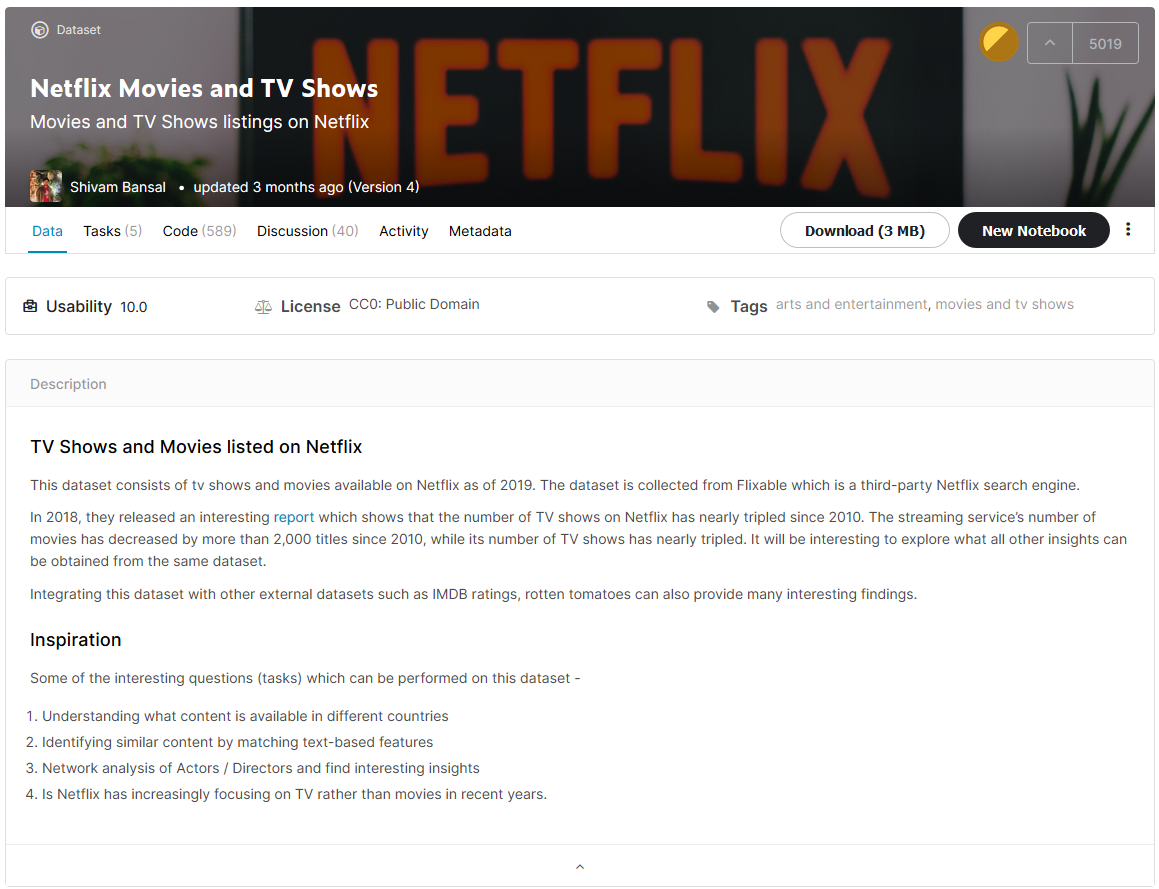 Dataset
NETFLIX
5019
Netflix Movies and TV Shows
Movies and TV Shows listings on Netflix
Shivam Bansal • updated 3 months ago (Version 4)
Data Tasks (5) Code (589) Discussion (40) Activity Metadata Download (3 MB) New Notebook
Usability 10.0 License CC0: Public Domain Tags arts and entertainment, movies and tv shows
Description
TV Shows and Movies listed on Netflix
This dataset consists of tv shows and movies available on Netflix as of 2019. The dataset is collected from Flixable which is a third-party Netflix search engine.
In 2018, they released an interesting report which shows that the number of TV shows on Netflix has nearly tripled since 2010. The streaming service’s number of
movies has decreased by more than 2,000 titles since 2010, while its number of TV shows has nearly tripled. It will be interesting to explore what all other insights can
be obtained from the same dataset.
Integrating this dataset with other external datasets such as IMDB ratings, rotten tomatoes can also provide many interesting findings.
Inspiration
Some of the interesting questions (tasks) which can be performed on this dataset -
1. Understanding what content is available in different countries
2. Identifying similar content by matching text-based features
3. Network analysis of Actors / Directors and find interesting insights
4. Is Netflix has increasingly focusing on TV rather than movies in recent years.